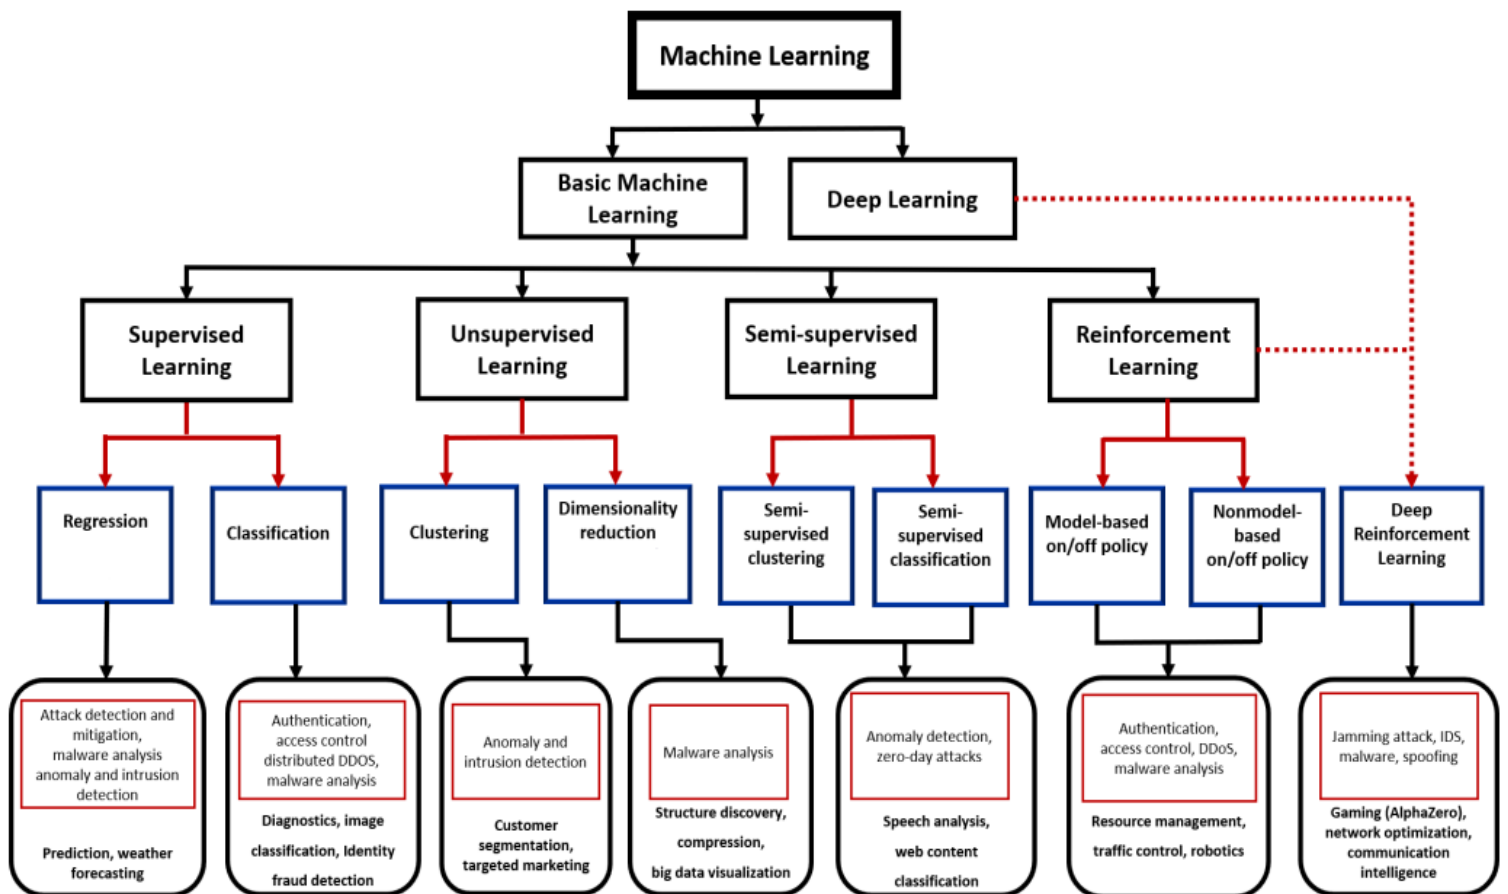 Machine Learning
Basic Machine
Learning
Deep Learning
Supervised
Learning
Unsupervised
Learning
Semi-supervised
Learning
Reinforcement
Learning
Regression
Classification
Clustering
Dimensionality
reduction
Semi-
supervised
clustering
Semi-
supervised
classification
Model-based
on/off policy
Nonmodel-
based
on/off policy
Deep
Reinforcement
Learning
Attack detection and
mitigation,
malware analysis
anomaly and intrusion
detection
Prediction, weather
forecasting
Authentication,
access control
distributed DDOS,
malware analysis
Diagnostics, image
classification, Identity
fraud detection
Anomaly and
intrusion detection
Customer
segmentation,
targeted marketing
Malware analysis
Structure discovery,
compression,
big data visualization
Anomaly detection,
zero-day attacks
Speech analysis,
web content
classification
Authentication,
access control, DDoS,
malware analysis
Resource management,
traffic control, robotics
Jamming attack, IDS,
malware, spoofing
Gaming (AlphaZero),
network optimization,
communication
intelligence